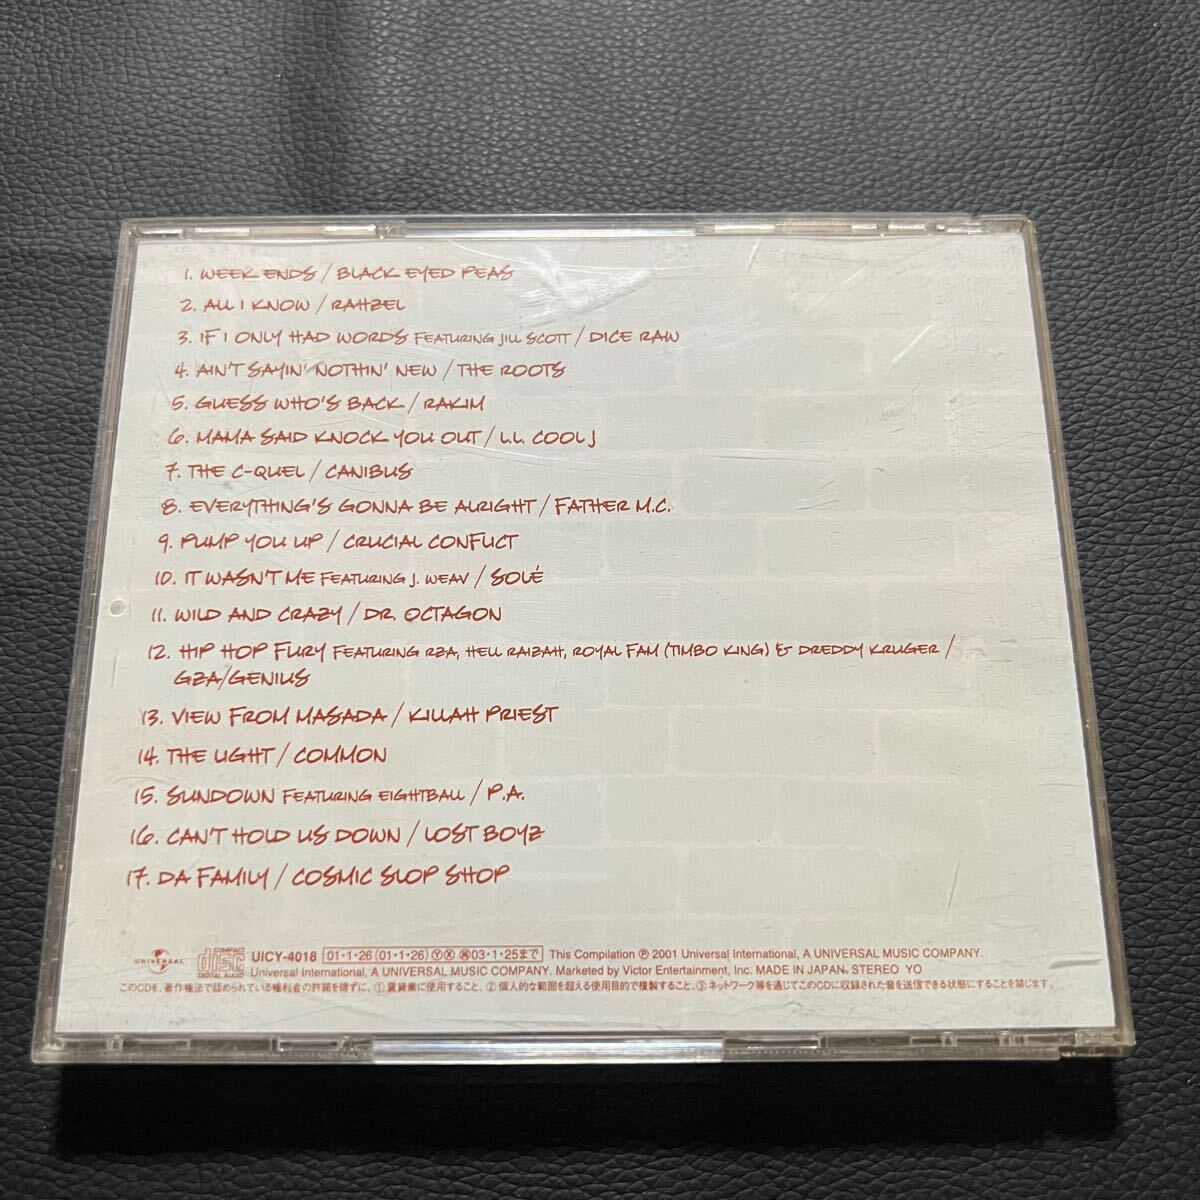 1. WEEK ENDS / BLACK EYED PEAS
2. ALL I KNOW / RAHZEL
3. IF I ONLY HAD WORDS FEATURING JILL SCOTT / DICE RAW
4. AIN'T SAYIN' NOTHIN' NEW / THE ROOTS
5. GUESS WHO'S BACK / RAKIM
6. MAMA SAID KNOCK YOU OUT / L.L. COOL J
7. THE C-QUEL / CANIBUS
8. EVERYTHING'S GONNA BE ALRIGHT / FATHER M.C.
9. PUMP YOU UP / CRUCIAL CONFLICT
10. IT WASN'T ME FEATURING J. WEAV / SOLÉ
11. WILD AND CRAZY / DR. OCTAGON
12. HIP HOP FURY FEATURING RZA, HELL RAIZAH, ROYAL FAM (TIMBO KING) & DREDDY KRUGER /
GZA/GENIUS
13. VIEW FROM MASADA / KILLAH PRIEST
14. THE LIGHT / COMMON
15. SUNDOWN FEATURING EIGHTBALL / P.A.
16. CAN'T HOLD US DOWN / LOST BOYZ
17. DA FAMILY / COSMIC SLOP SHOP
UNIVERSAL COMPACT disc DIGITAL AUDIO UICY-4018 01・1・26 (01・1・26) Ⓨ Ⓧ 再 03・1・25まで This Compilation ℗ 2001 Universal International, A UNIVERSAL MUSIC COMPANY.
Universal International, A UNIVERSAL MUSIC COMPANY. Marketed by Victor Entertainment, Inc. MADE IN JAPAN. STEREO YO
このCDを、著作権法で認められている権利者の許諾を得ずに、①賃貸業に使用すること、②個人的な範囲を超える使用目的で複製すること、③ネットワーク等を通じてこのCDに収録された音を送信できる状態にすることを禁じます。